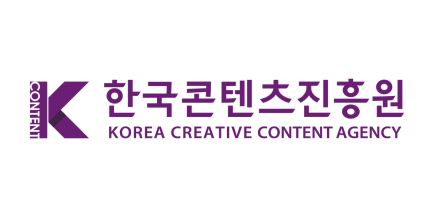 CONTENT
K
한국콘텐츠진흥원
KOREA CREATIVE CONTENT AGENCY